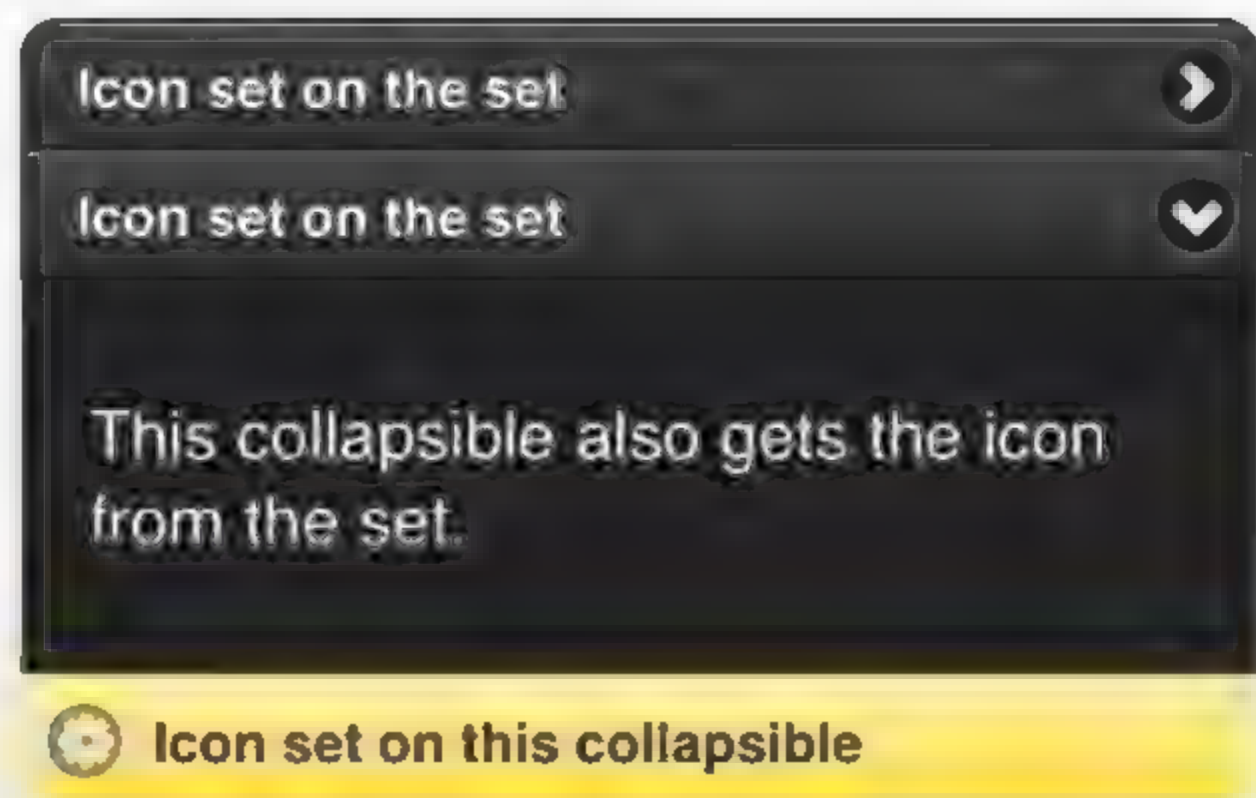 Icon set on the set
Icon set on the set
This collapsible also gets the icon
from the set.
Icon set on this collapsible